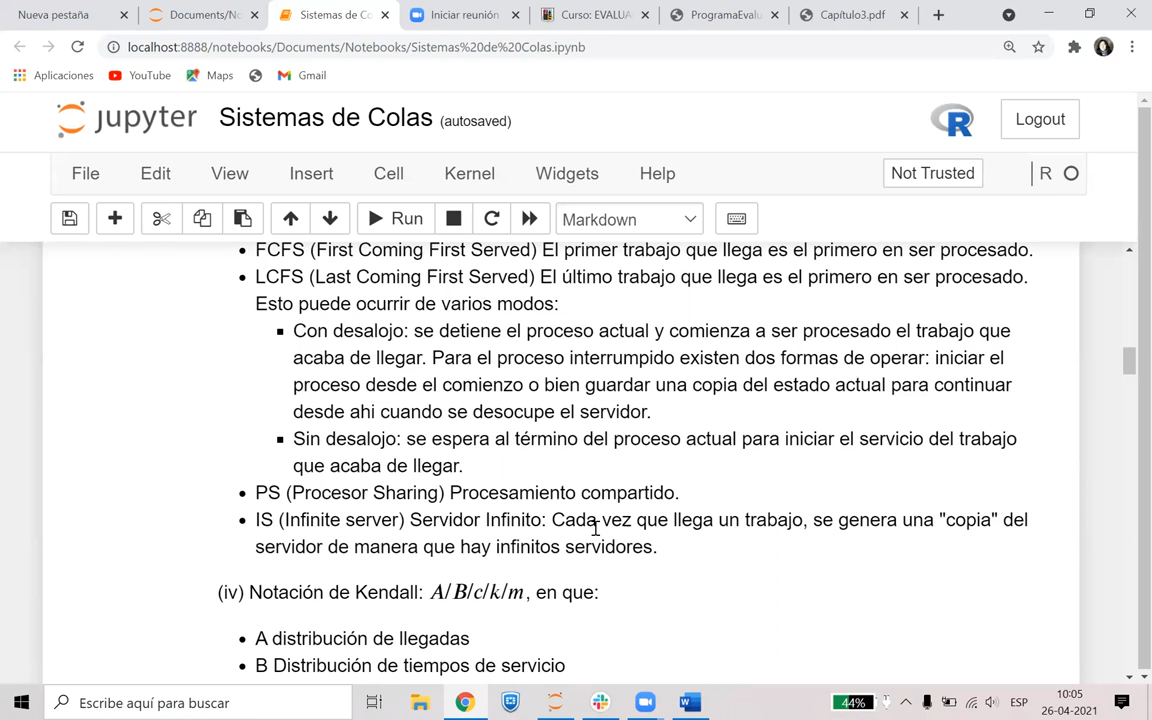 Nueva pestaña
Documents/No
Sistemas de Co
Iniciar reunión
Curso: EVALUA
ProgramaEvalu
Capítulo3.pdf
localhost:8888/notebooks/Documents/Notebooks/Sistemas%20de%20Colas.ipynb
Aplicaciones
YouTube
Maps
Gmail
jupyter
Sistemas de Colas (autosaved)
R
Logout
File
Edit
View
Insert
Cell
Kernel
Widgets
Help
Not Trusted
R
Run
Markdown
• FCFS (First Coming First Served) El primer trabajo que llega es el primero en ser procesado.
• LCFS (Last Coming First Served) El último trabajo que llega es el primero en ser procesado.
Esto puede ocurrir de varios modos:
▪ Con desalojo: se detiene el proceso actual y comienza a ser procesado el trabajo que
acaba de llegar. Para el proceso interrumpido existen dos formas de operar: iniciar el
proceso desde el comienzo o bien guardar una copia del estado actual para continuar
desde ahi cuando se desocupe el servidor.
▪ Sin desalojo: se espera al término del proceso actual para iniciar el servicio del trabajo
que acaba de llegar.
• PS (Procesor Sharing) Procesamiento compartido.
• IS (Infinite server) Servidor Infinito: Cada vez que llega un trabajo, se genera una "copia" del
servidor de manera que hay infinitos servidores.
(iv) Notación de Kendall: A/B/c/k/m, en que:
• A distribución de llegadas
• B Distribución de tiempos de servicio
Escribe aquí para buscar
44%
ESP
10:05
26-04-2021